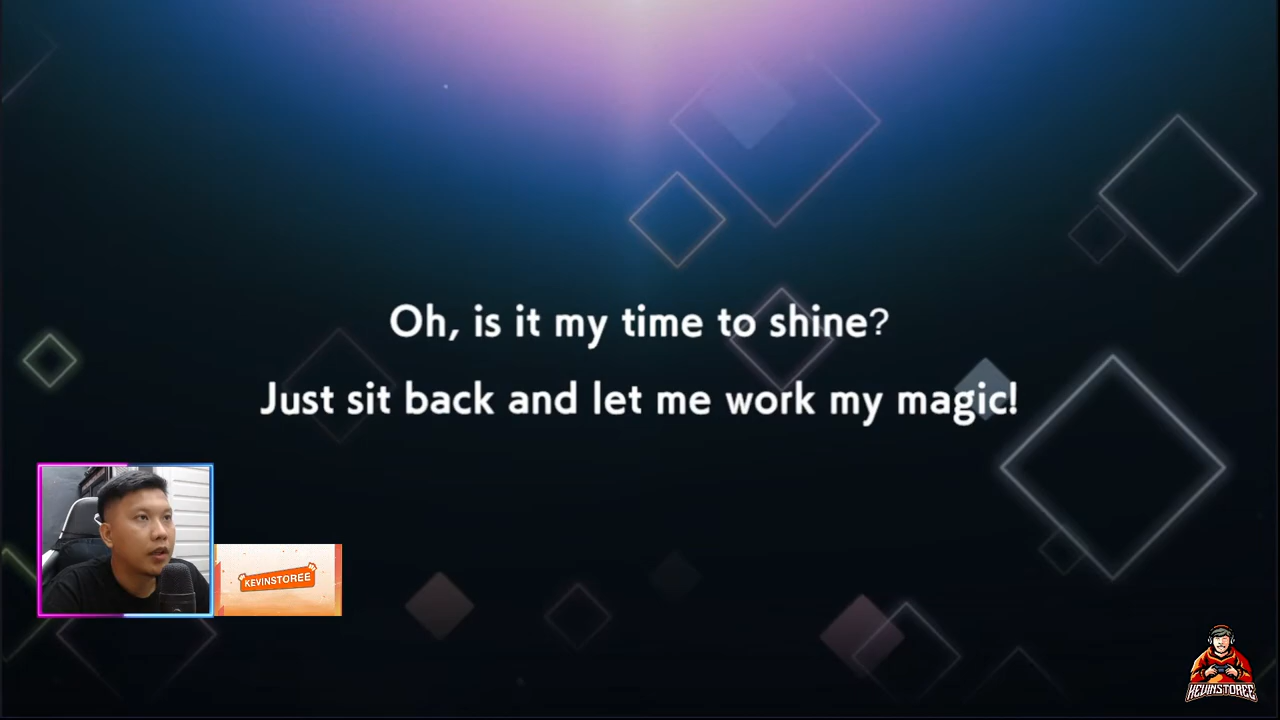 Oh, is it my time to shine?
Just sit back and let me work my magic!
KEVINSTOREE
KEVINSTOREE